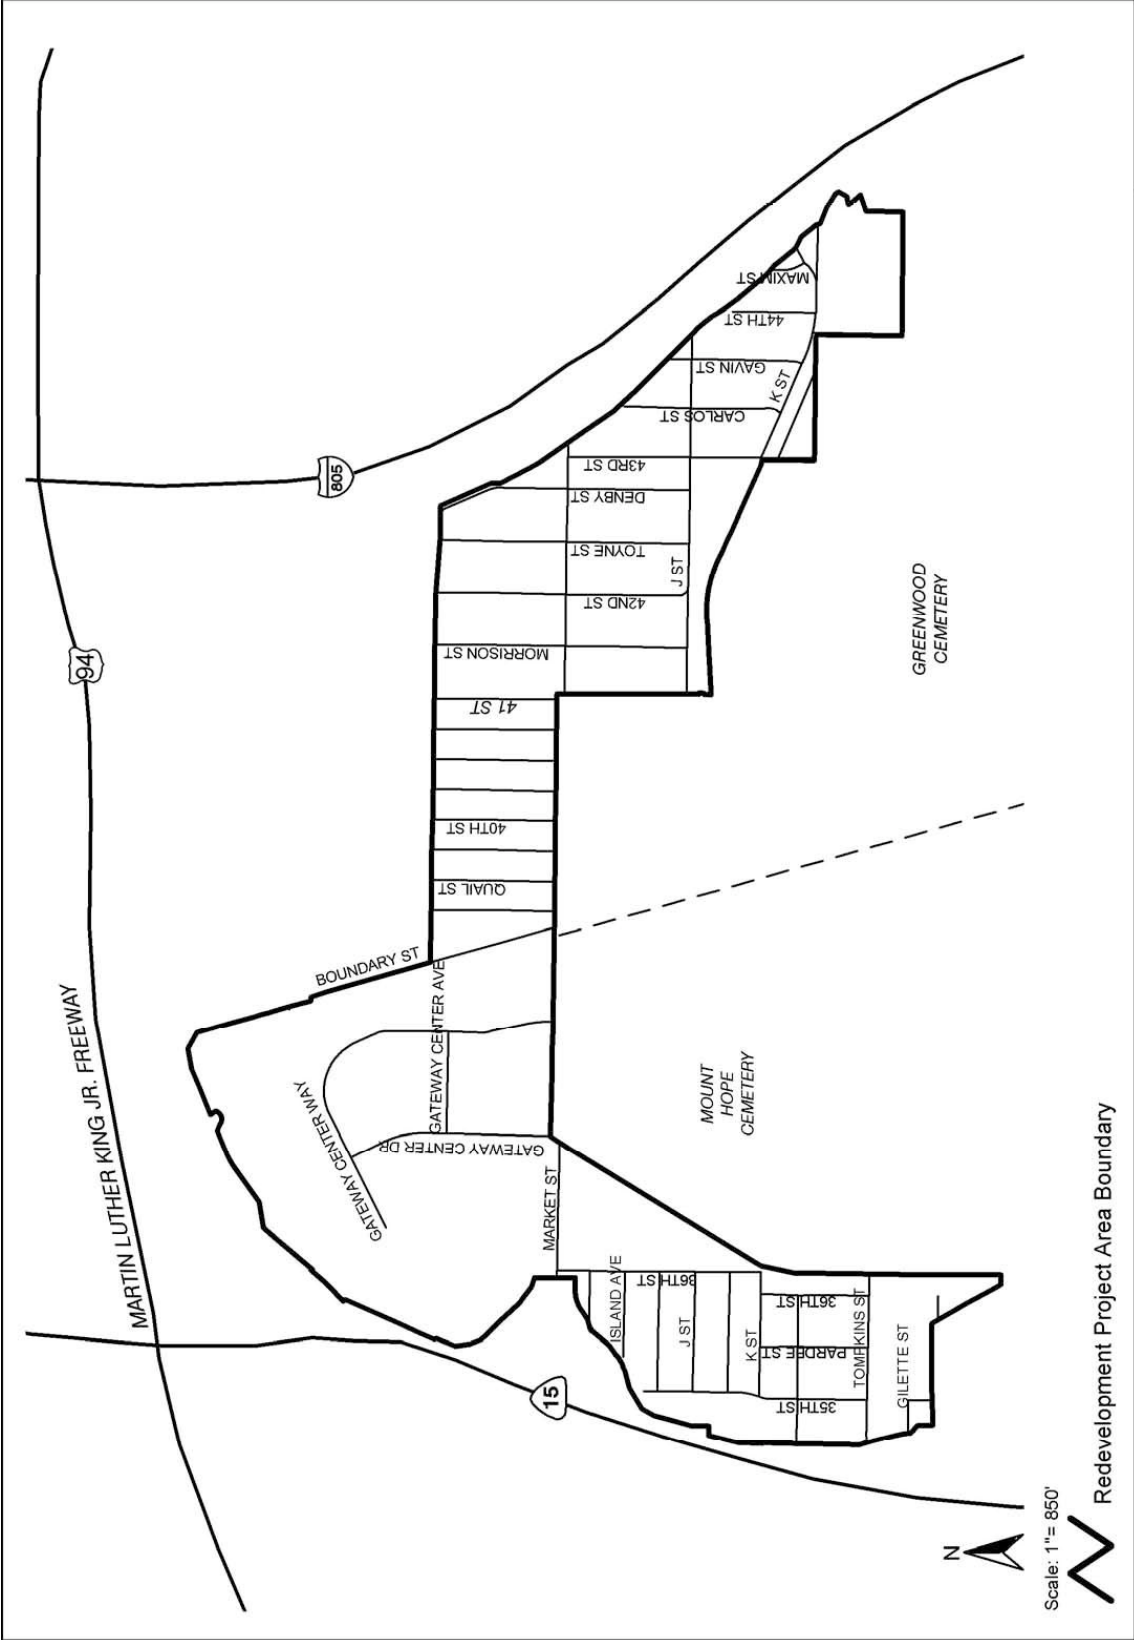 MARTIN LUTHER KING JR. FREEWAY
94
805
15
BOUNDARY ST
GATEWAY CENTER WAY
GATEWAY CENTER AVE
GATEWAY CENTER DR
MARKET ST
QUAIL ST
40TH ST
41 ST
MORRISON ST
42ND ST
TOYNE ST
DENBY ST
43RD ST
CARLOS ST
GAVIN ST
44TH ST
MAXIM ST
J ST
K ST
ISLAND AVE
36TH ST
J ST
K ST
36TH ST
PARDEE ST
35TH ST
TOMPKINS ST
GILETTE ST
MOUNT
HOPE
CEMETERY
GREENWOOD
CEMETERY
N
Scale: 1"= 850'
Redevelopment Project Area Boundary